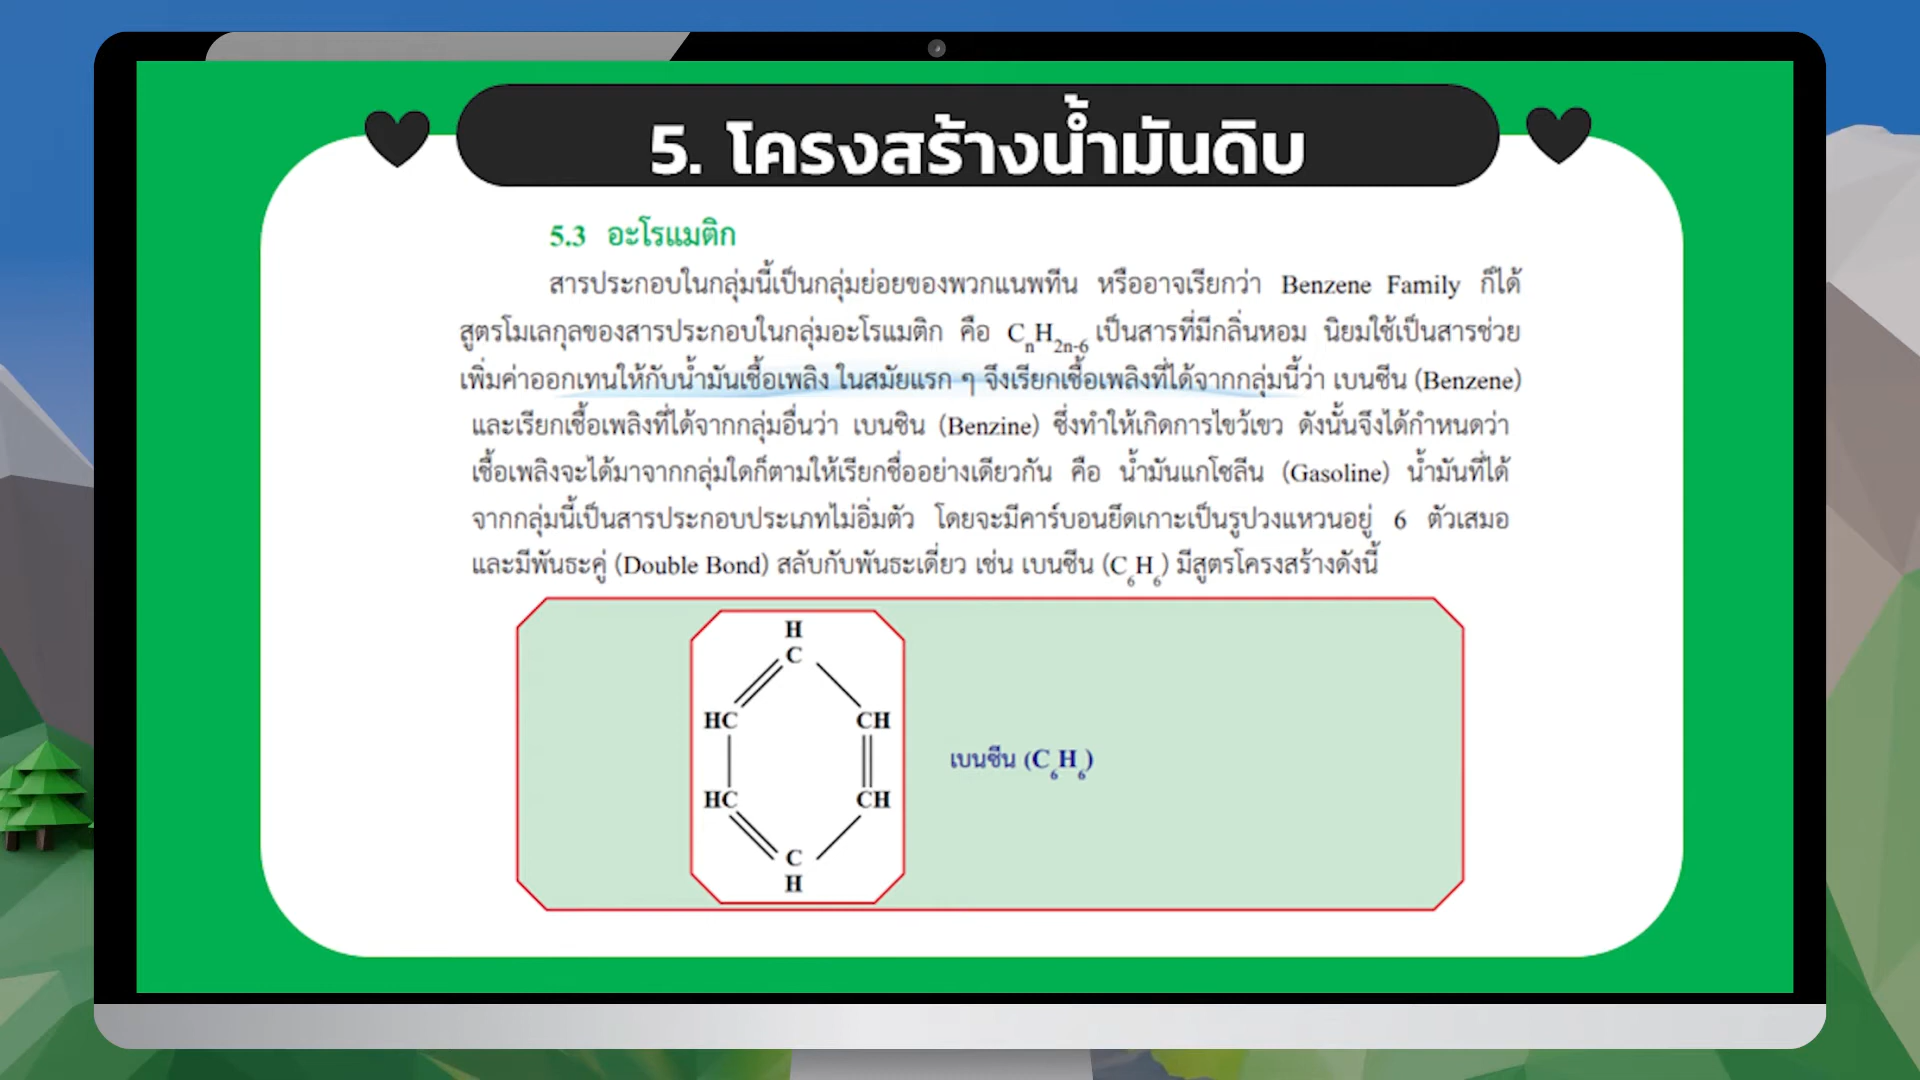 5. โครงสร้างน้ำมันดิบ
5.3 อะโรแมติก
สารประกอบในกลุ่มนี้เป็นกลุ่มย่อยของพวกแนพทีน หรืออาจเรียกว่า Benzene Family ก็ได้
สูตรโมเลกุลของสารประกอบในกลุ่มอะโรแมติก คือ CnH2n-6 เป็นสารที่มีกลิ่นหอม นิยมใช้เป็นสารช่วย
เพิ่มค่าออกเทนให้กับน้ำมันเชื้อเพลิง ในสมัยแรก ๆ จึงเรียกเชื้อเพลิงที่ได้จากกลุ่มนี้ว่า เบนซีน (Benzene)
และเรียกเชื้อเพลิงที่ได้จากกลุ่มอื่นว่า เบนซิน (Benzine) ซึ่งทำให้เกิดการไขว้เขว ดังนั้นจึงได้กำหนดว่า
เชื้อเพลิงจะได้มาจากกลุ่มใดก็ตามให้เรียกชื่ออย่างเดียวกัน คือ น้ำมันแกโซลีน (Gasoline) น้ำมันที่ได้
จากกลุ่มนี้เป็นสารประกอบประเภทไม่อิ่มตัว โดยจะมีคาร์บอนยึดเกาะเป็นรูปวงแหวนอยู่ 6 ตัวเสมอ
และมีพันธะคู่ (Double Bond) สลับกับพันธะเดี่ยว เช่น เบนซีน (C6H6) มีสูตรโครงสร้างดังนี้
H
C
HC CH
เบนซีน (C6H6)
HC CH
C
H